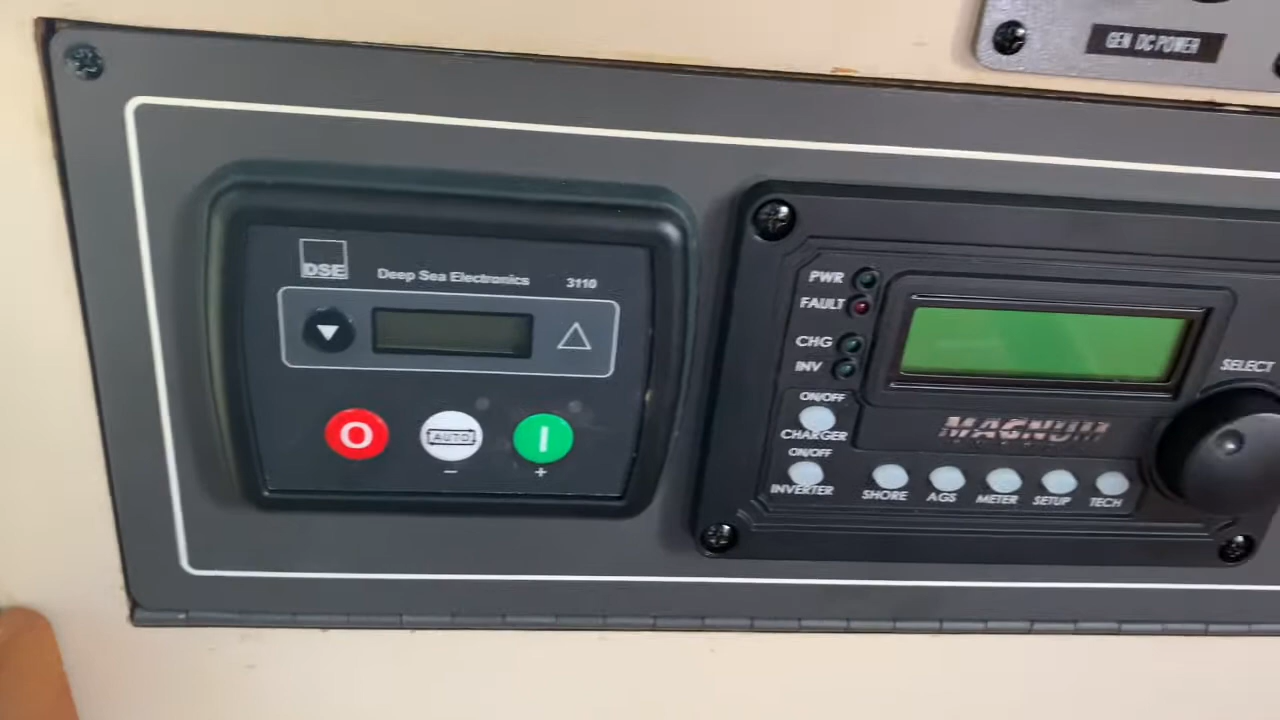 GEN DC POWER
DSE
Deep Sea Electronics 3110
O
AUTO
I
−
+
PWR
FAULT
CHG
INV
ON/OFF
CHARGER
ON/OFF
INVERTER
MAGNUM
SELECT
SHORE AGS METER SETUP TECH